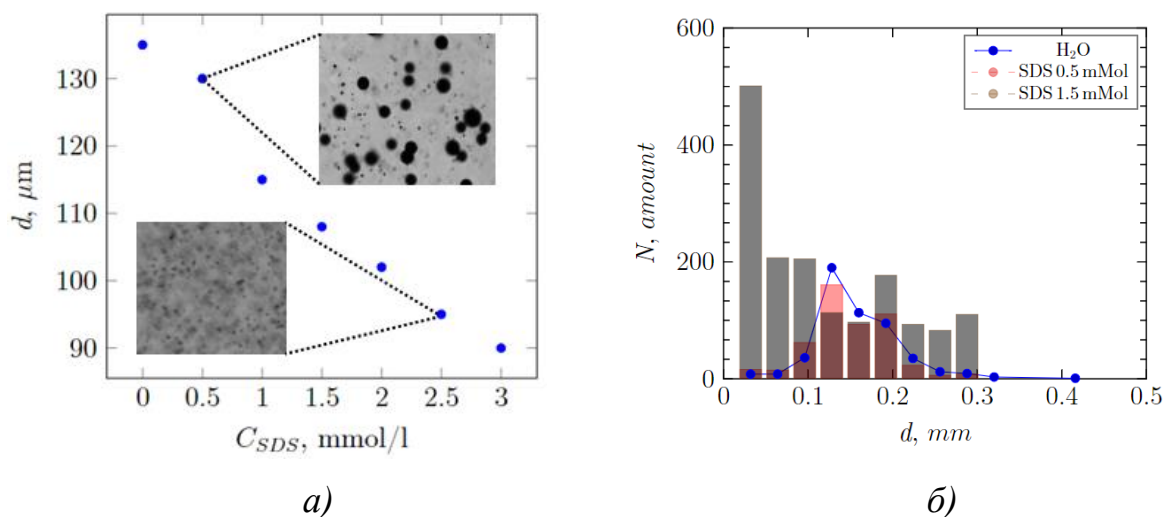 130
120
110
100
90
d, μm
0 0.5 1 1.5 2 2.5 3
C_{SDS}, mmol/l
а)
600
400
200
0
N, amount
H₂O
SDS 0.5 mMol
SDS 1.5 mMol
0 0.1 0.2 0.3 0.4 0.5
d, mm
б)